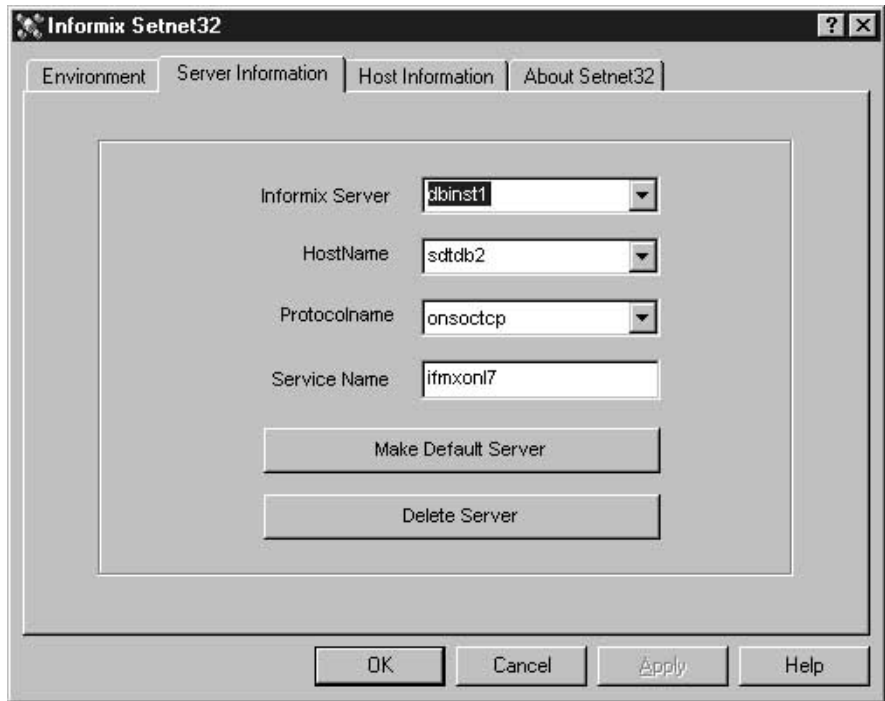 Informix Setnet32
Environment Server Information Host Information About Setnet32
Informix Server dbinst1
HostName sdtdb2
Protocolname onsoctcp
Service Name ifmxonl7
Make Default Server
Delete Server
OK Cancel Apply Help